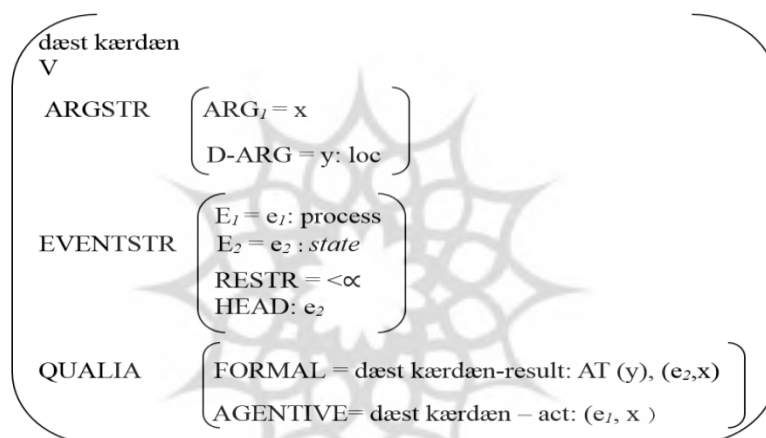 dæst kærdæn
V
ARGSTR ARG₁ = x
D-ARG = y: loc
E₁ = e₁: process
EVENTSTR E₂ = e₂ : state
RESTR = <∝
HEAD: e₂
QUALIA FORMAL = dæst kærdæn-result: AT (y), (e₂,x)
AGENTIVE= dæst kærdæn – act: (e₁, x )